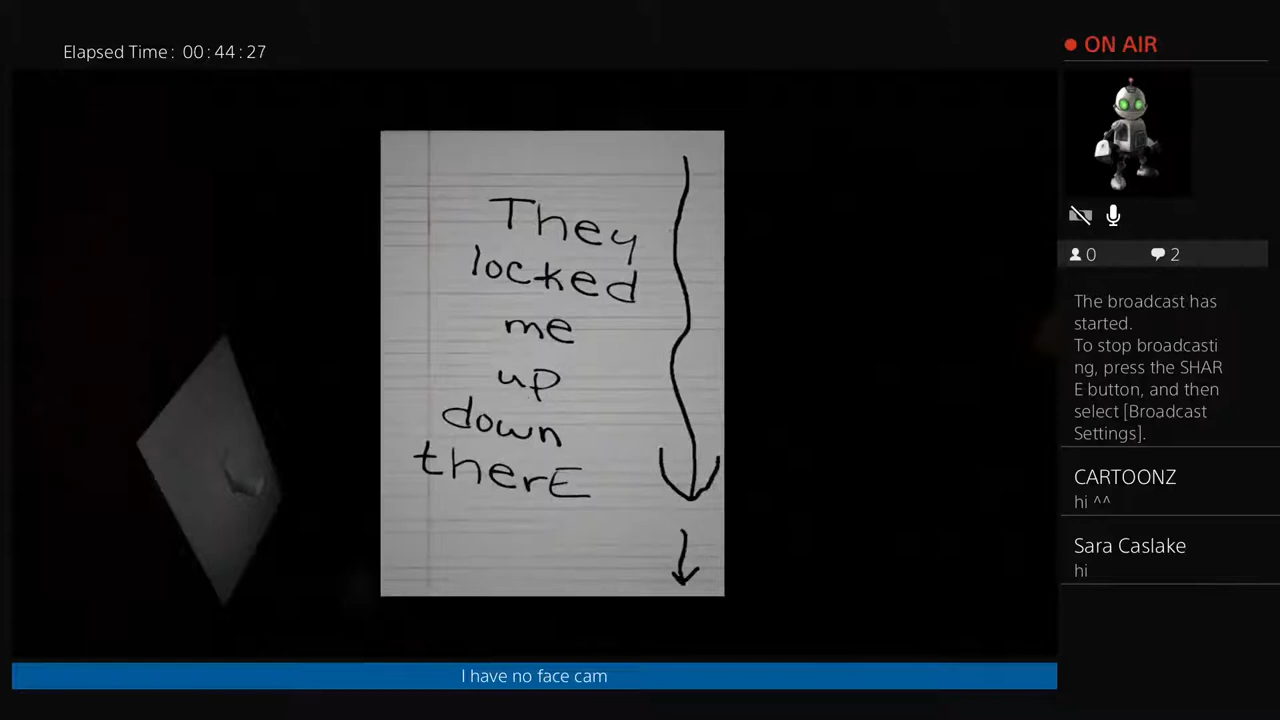 Elapsed Time: 00:44:27
ON AIR
0
2
The broadcast has
started.
To stop broadcasti
ng, press the SHAR
E button, and then
select [Broadcast
Settings].
CARTOONZ
hi ^^
Sara Caslake
hi
They
locked
me
up
down
therE
I have no face cam